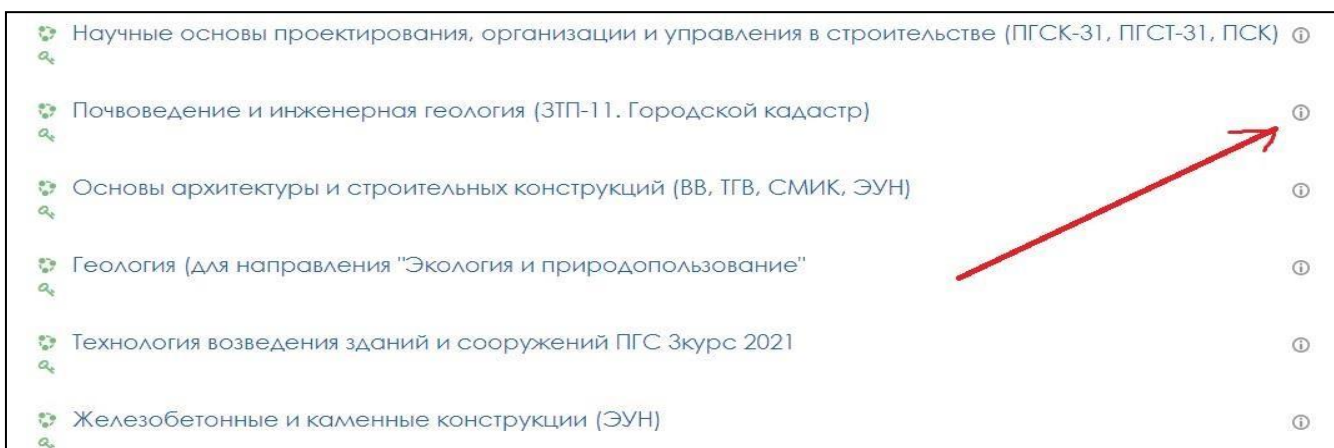 Научные основы проектирования, организации и управления в строительстве (ПГСК-31, ПГСТ-31, ПСК)
Почвоведение и инженерная геология (ЗТП-11. Городской кадастр)
Основы архитектуры и строительных конструкций (ВВ, ТГВ, СМИК, ЭУН)
Геология (для направления "Экология и природопользование"
Технология возведения зданий и сооружений ПГС 3курс 2021
Железобетонные и каменные конструкции (ЭУН)